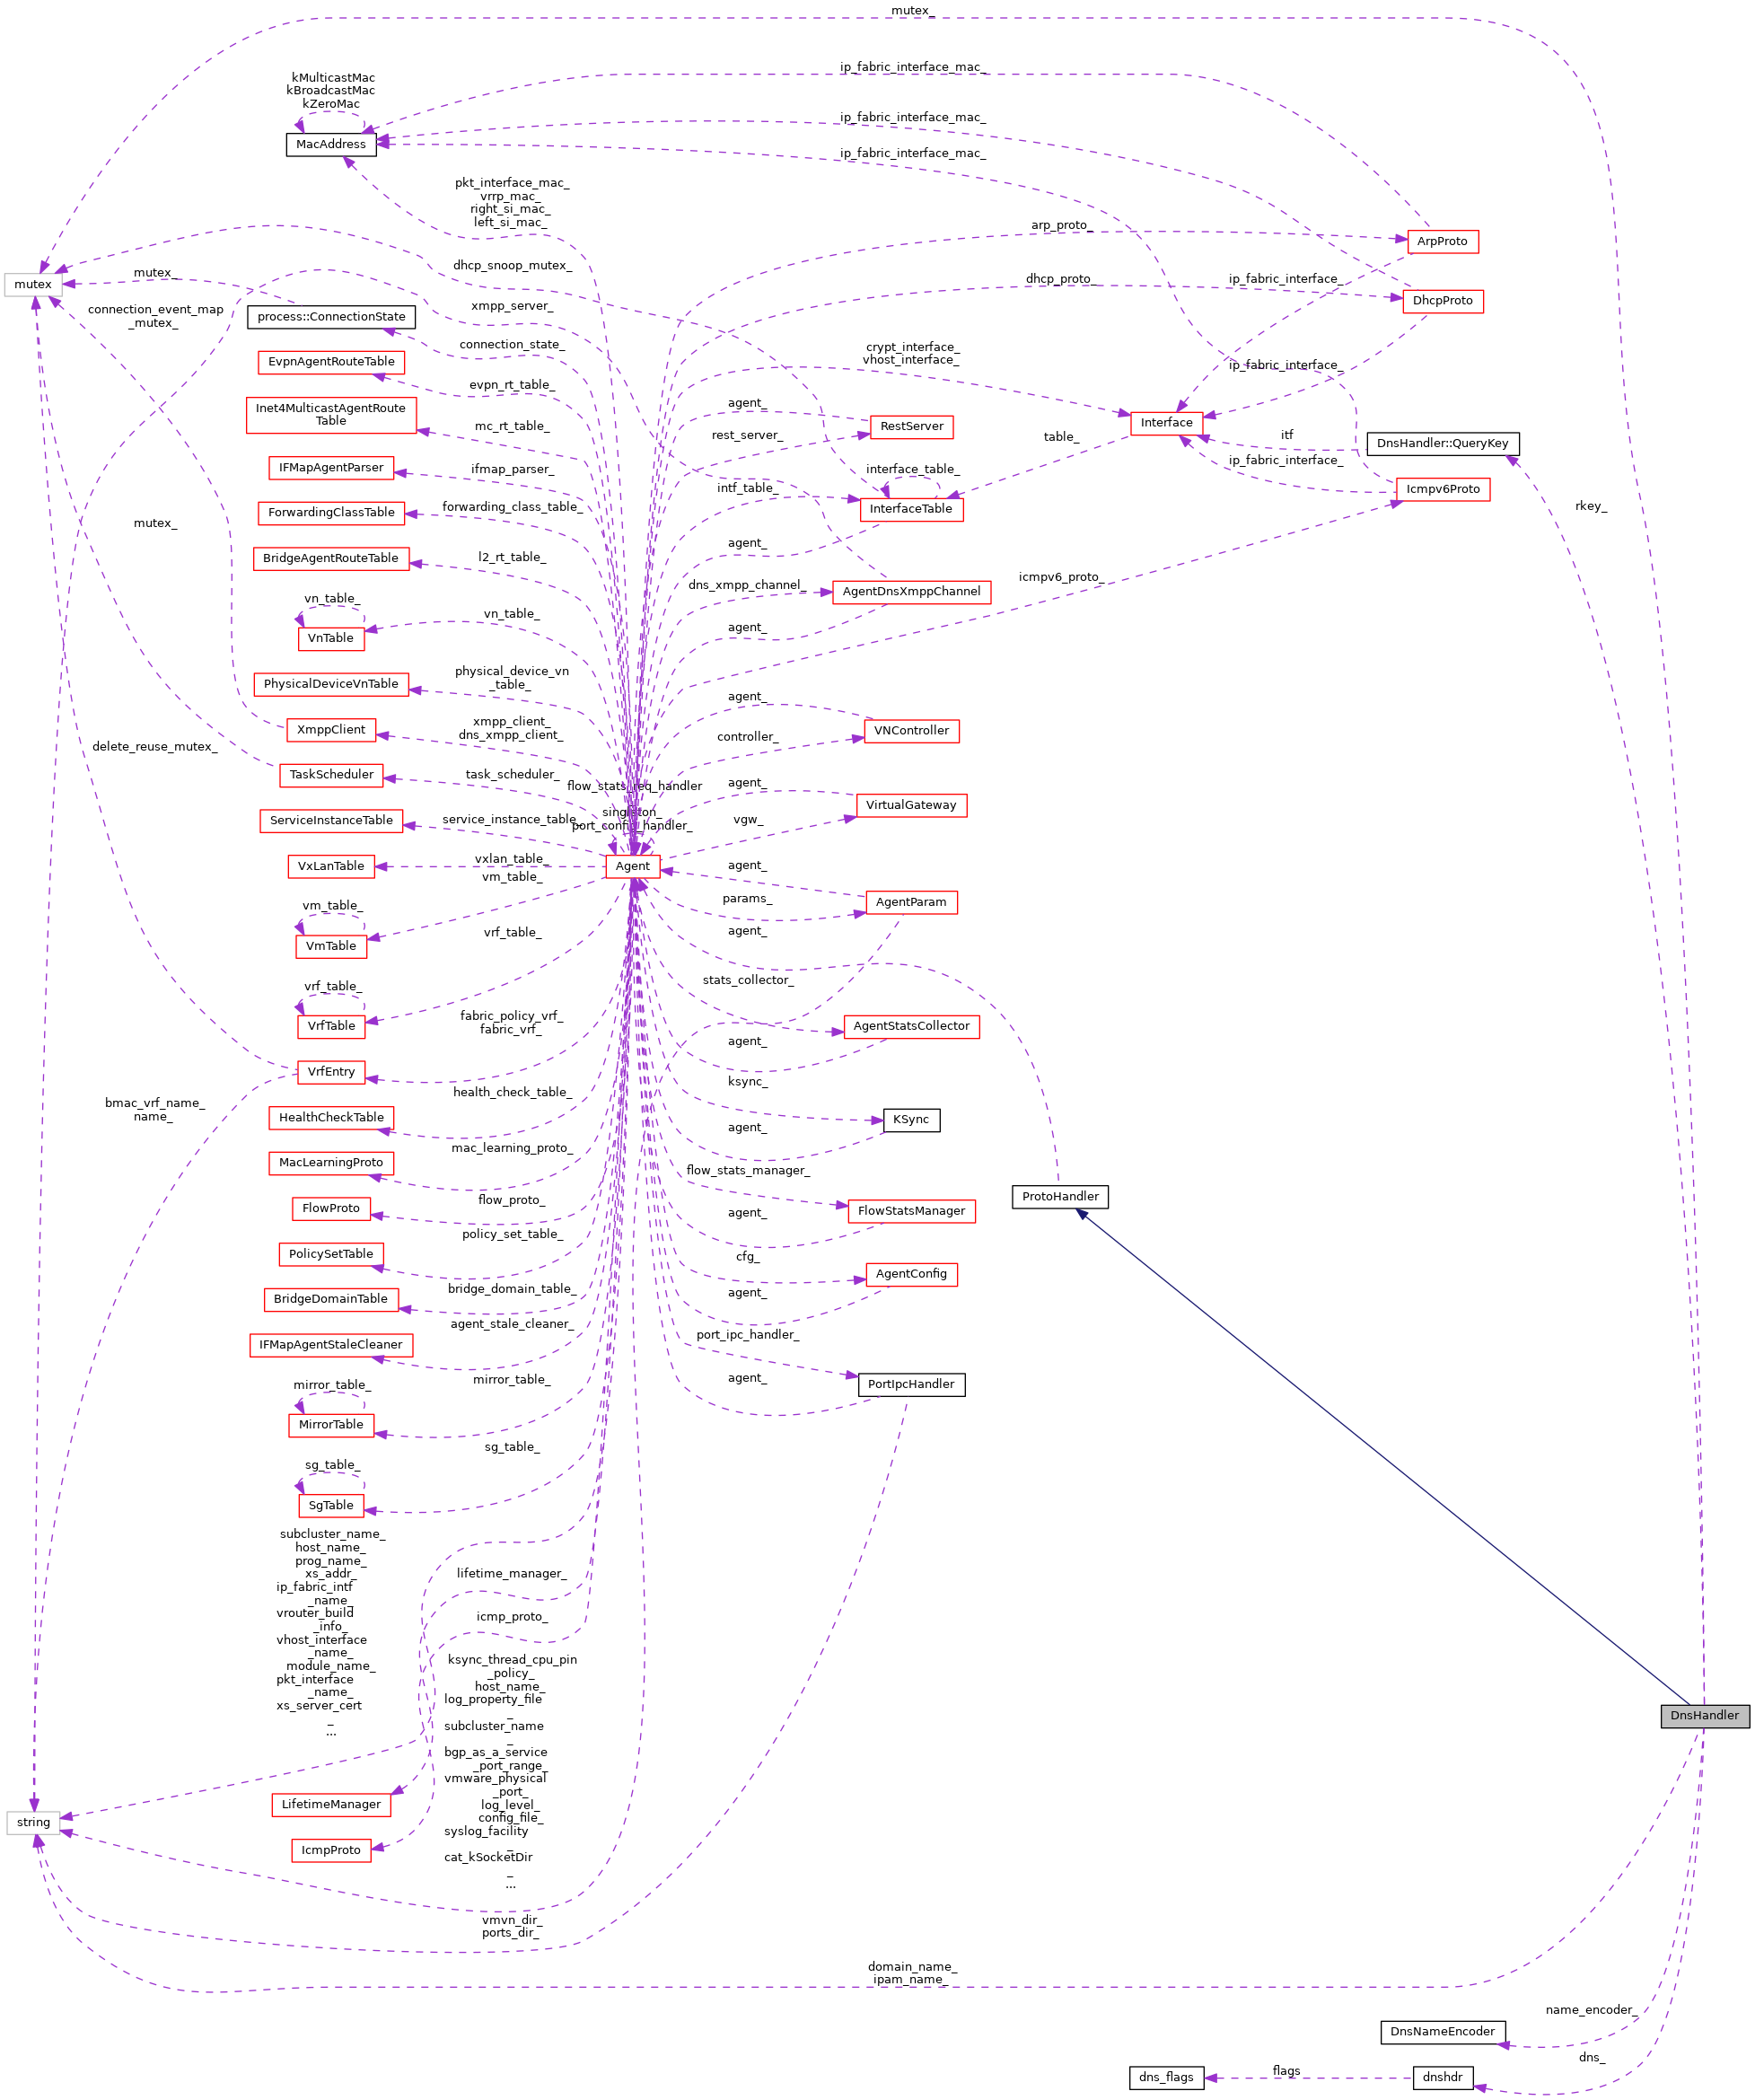 mutex_
ip_fabric_interface_mac_
kMulticastMac
kBroadcastMac
kZeroMac
MacAddress
ip_fabric_interface_mac_
ip_fabric_interface_mac_
pkt_interface_mac_
vrrp_mac_
right_si_mac_
left_si_mac_
arp_proto_
ArpProto
dhcp_snoop_mutex_
mutex_
mutex
dhcp_proto_
ip_fabric_interface_
DhcpProto
connection_event_map
_mutex_
process::ConnectionState
xmpp_server_
connection_state_
crypt_interface_
vhost_interface_
EvpnAgentRouteTable
ip_fabric_interface_
evpn_rt_table_
agent_
Inet4MulticastAgentRoute
Table
mc_rt_table_
RestServer
Interface
rest_server_
table_
itf
DnsHandler::QueryKey
IFMapAgentParser
ifmap_parser_
interface_table_
ip_fabric_interface_
intf_table_
Icmpv6Proto
ForwardingClassTable
forwarding_class_table_
InterfaceTable
rkey_
mutex_
agent_
BridgeAgentRouteTable
l2_rt_table_
icmpv6_proto_
dns_xmpp_channel_
AgentDnsXmppChannel
vn_table_
vn_table_
agent_
VnTable
physical_device_vn
_table_
PhysicalDeviceVnTable
agent_
xmpp_client_
dns_xmpp_client_
XmppClient
controller_
VNController
delete_reuse_mutex_
TaskScheduler
task_scheduler_
flow_stats_req_handler
agent_
VirtualGateway
singleton_
port_config_handler_
ServiceInstanceTable
service_instance_table_
vgw_
VxLanTable
vxlan_table_
Agent
agent_
vm_table_
params_
AgentParam
vm_table_
VmTable
vrf_table_
agent_
vrf_table_
stats_collector_
VrfTable
fabric_policy_vrf_
fabric_vrf_
AgentStatsCollector
agent_
VrfEntry
ksync_
health_check_table_
bmac_vrf_name_
name_
HealthCheckTable
KSync
agent_
mac_learning_proto_
MacLearningProto
flow_stats_manager_
ProtoHandler
flow_proto_
FlowProto
agent_
FlowStatsManager
policy_set_table_
PolicySetTable
cfg_
AgentConfig
bridge_domain_table_
BridgeDomainTable
agent_
agent_stale_cleaner_
port_ipc_handler_
IFMapAgentStaleCleaner
mirror_table_
mirror_table_
agent_
PortIpcHandler
MirrorTable
sg_table_
sg_table_
SgTable
subcluster_name_
host_name_
prog_name_
xs_addr_
ip_fabric_intf
_name_
vrouter_build
_info_
vhost_interface
_name_
module_name_
pkt_interface
_name_
xs_server_cert
_
...
lifetime_manager_
icmp_proto_
ksync_thread_cpu_pin
_policy_
host_name_
log_property_file
_
subcluster_name
_
bgp_as_a_service
_port_range_
vmware_physical
_port_
log_level_
config_file_
syslog_facility
_
cat_kSocketDir
_
...
DnsHandler
LifetimeManager
string
IcmpProto
vmvn_dir_
ports_dir_
domain_name_
ipam_name_
name_encoder_
DnsNameEncoder
dns_
dns_flags
flags
dnshdr